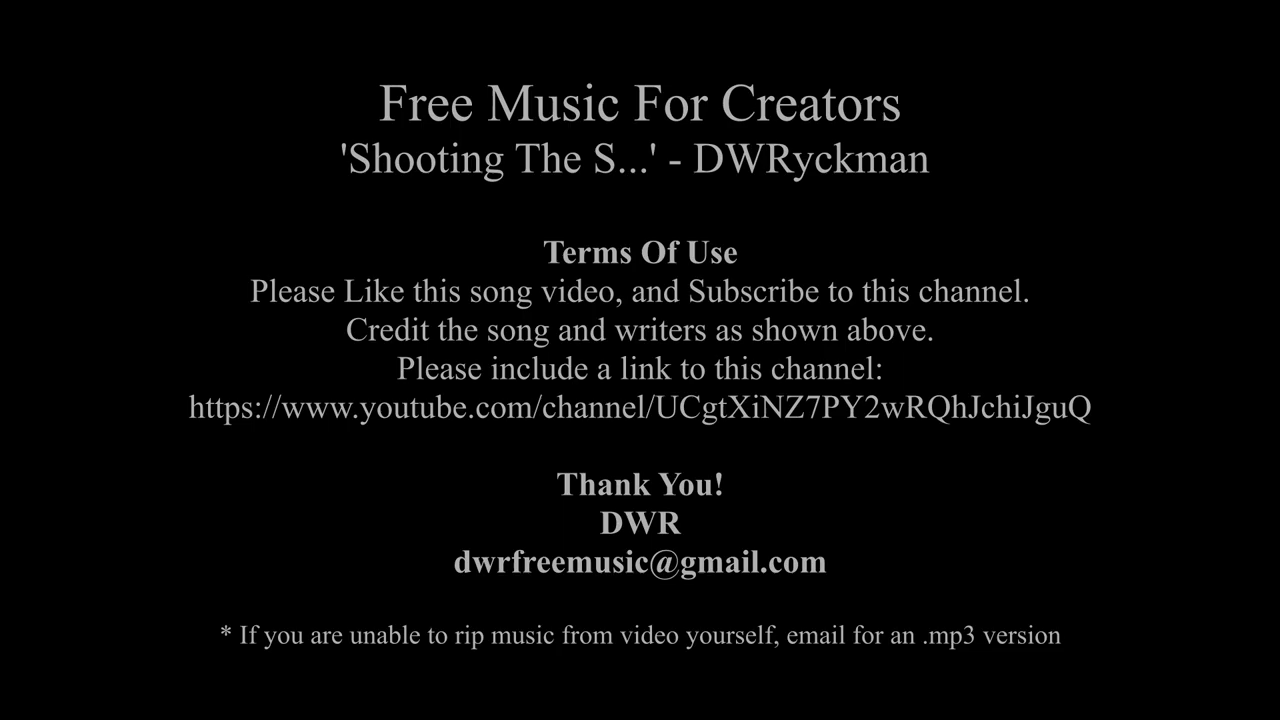 Free Music For Creators
'Shooting The S...' - DWRyckman
Terms Of Use
Please Like this song video, and Subscribe to this channel.
Credit the song and writers as shown above.
Please include a link to this channel:
https://www.youtube.com/channel/UCgtXiNZ7PY2wRQhJchiJguQ
Thank You!
DWR
dwrfreemusic@gmail.com
* If you are unable to rip music from video yourself, email for an .mp3 version